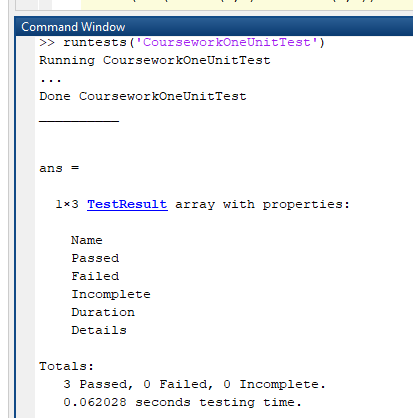 Command Window
>> runtests('CourseworkOneUnitTest')
Running CourseworkOneUnitTest
...
Done CourseworkOneUnitTest
__________
ans =
1×3 TestResult array with properties:
Name
Passed
Failed
Incomplete
Duration
Details
Totals:
3 Passed, 0 Failed, 0 Incomplete.
0.062028 seconds testing time.